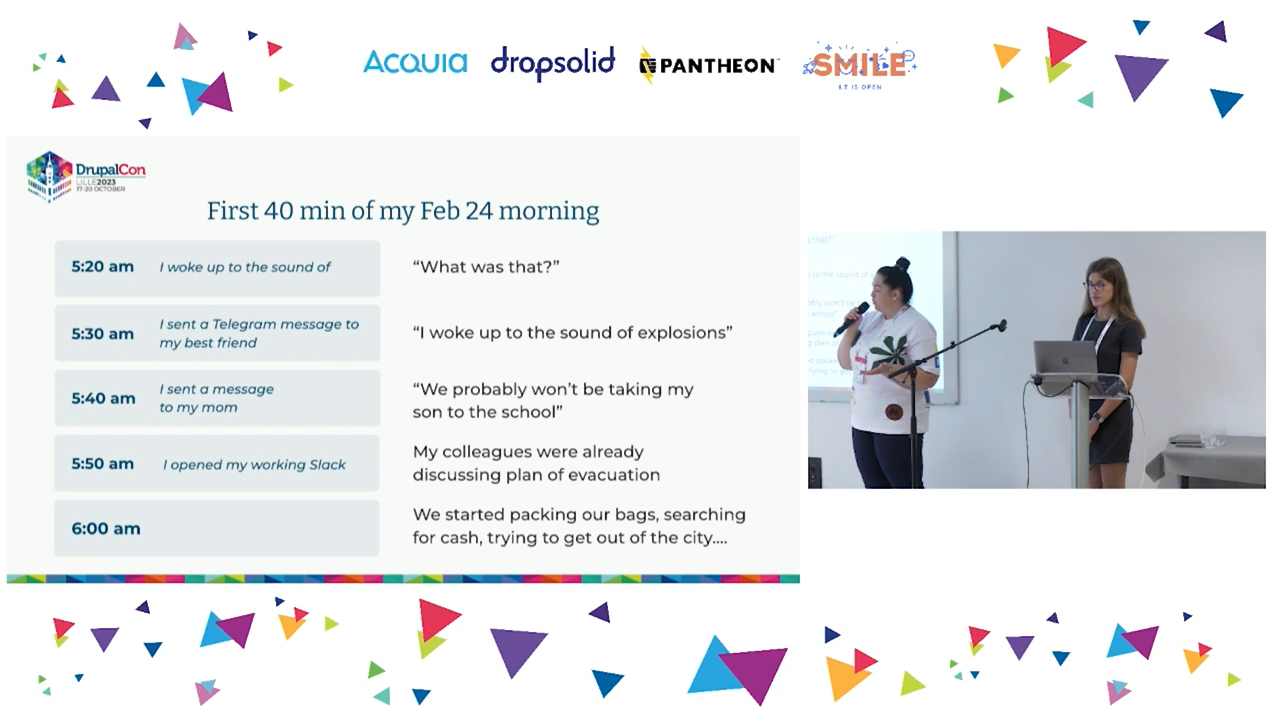 Acquia
dropsolid
PANTHEON
SMILE
I.T IS OPEN
DrupalCon
LILLE2023
17-20 OCTOBER
First 40 min of my Feb 24 morning
5:20 am
I woke up to the sound of
“What was that?”
5:30 am
I sent a Telegram message to
my best friend
“I woke up to the sound of explosions”
5:40 am
I sent a message
to my mom
“We probably won’t be taking my
son to the school”
5:50 am
I opened my working Slack
My colleagues were already
discussing plan of evacuation
6:00 am
We started packing our bags, searching
for cash, trying to get out of the city....